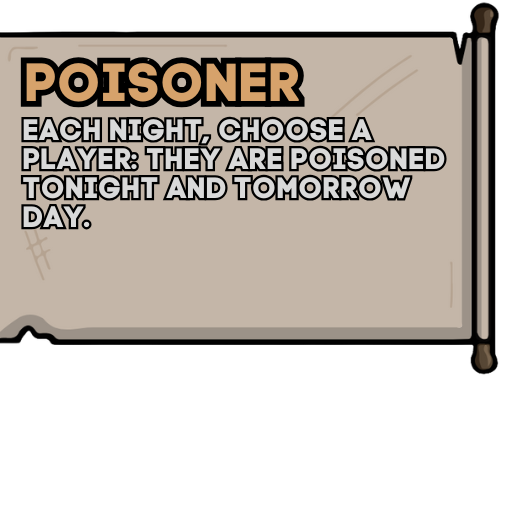 POISONER
EACH NIGHT, CHOOSE A
PLAYER: THEY ARE POISONED
TONIGHT AND TOMORROW
DAY.